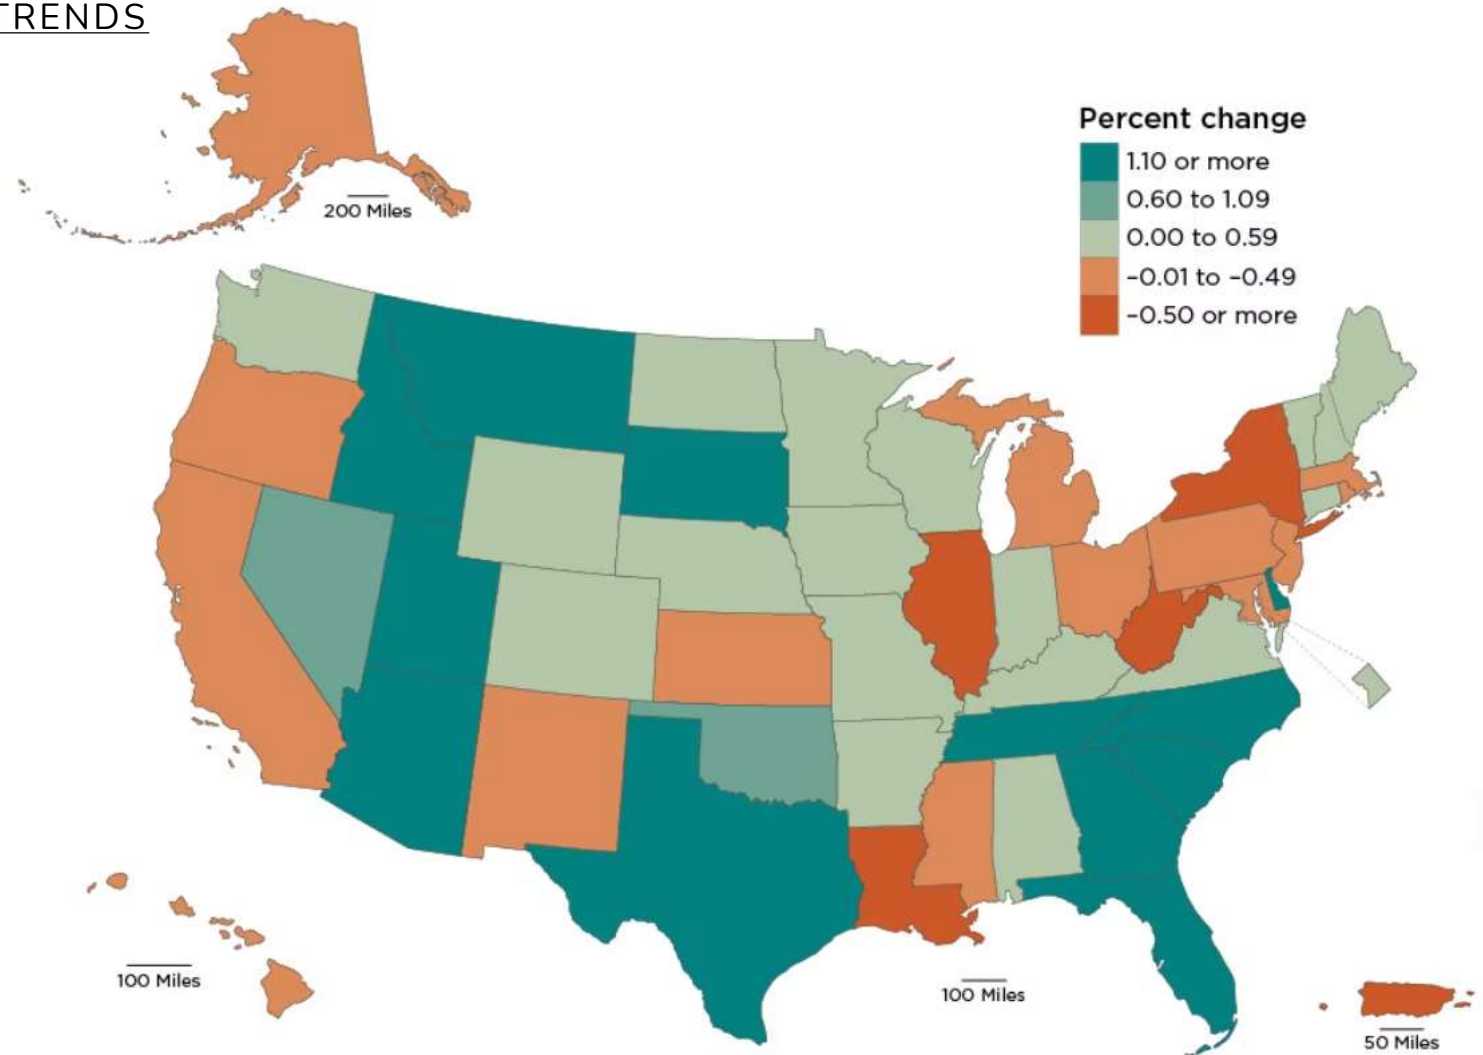 TRENDS
200 Miles
Percent change
1.10 or more
0.60 to 1.09
0.00 to 0.59
–0.01 to –0.49
–0.50 or more
100 Miles
100 Miles
50 Miles